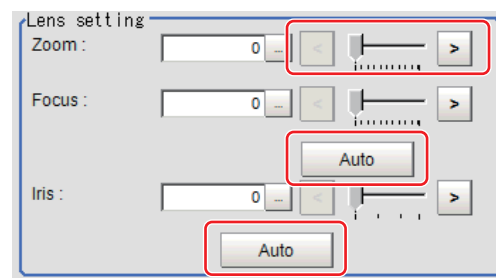 Lens setting
Zoom : 0 ... < >
Focus : 0 ... < >
Auto
Iris : 0 ... < >
Auto